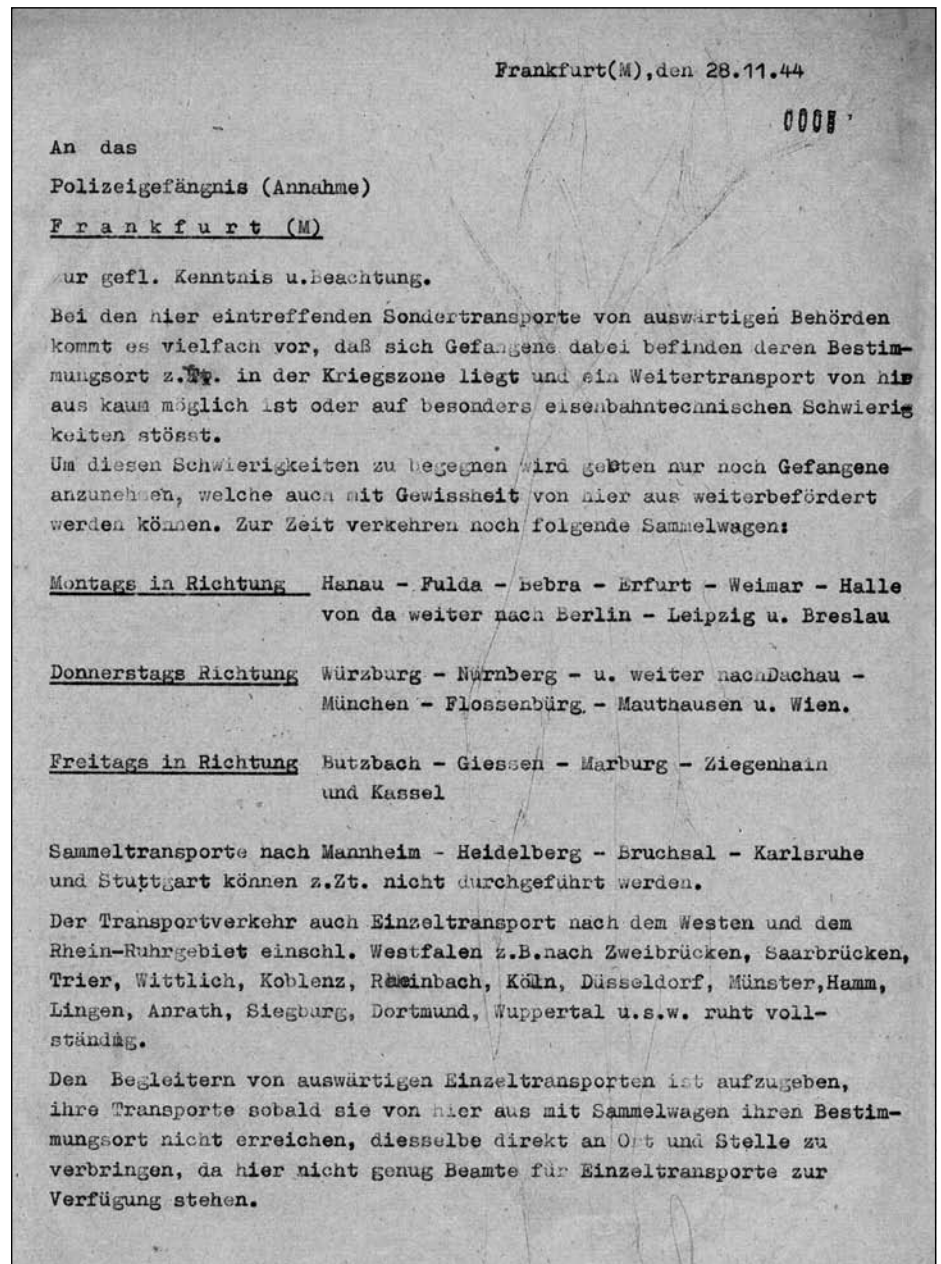 Frankfurt(M),den 28.11.44
000
An das
Polizeigefängnis (Annahme)
F r a n k f u r t (M)
ur gefl. Kenntnis u.Beachtung.
Bei den hier eintreffenden Sondertransporte von auswärtigen Behörden
kommt es vielfach vor, daß sich Gefangene dabei befinden deren Bestim-
mungsort z.Zt. in der Kriegszone liegt und ein Weitertransport von hie
aus kaum möglich ist oder auf besonders eisenbahntechnischen Schwierig
keiten stösst.
Um diesen Schwierigkeiten zu begegnen wird gebten nur noch Gefangene
anzunehmen, welche auch mit Gewissheit von hier aus weiterbefördert
werden können. Zur Zeit verkehren noch folgende Sammelwagen:
Montags in Richtung Hanau - Fulda - Bebra - Erfurt - Weimar - Halle
von da weiter nach Berlin - Leipzig u. Breslau
Donnerstags Richtung Würzburg - Nürnberg - u. weiter nachDachau -
München - Flossenbürg - Mauthausen u. Wien.
Freitags in Richtung Butzbach - Giessen - Marburg - Ziegenhain
und Kassel
Sammeltransporte nach Mannheim - Heidelberg - Bruchsal - Karlsruhe
und Stuttgart können z.Zt. nicht durchgeführt werden.
Der Transportverkehr auch Einzeltransport nach dem Westen und dem
Rhein-Ruhrgebiet einschl. Westfalen z.B.nach Zweibrücken, Saarbrücken,
Trier, Wittlich, Koblenz, Rheinbach, Köln, Düsseldorf, Münster,Hamm,
Lingen, Anrath, Siegburg, Dortmund, Wuppertal u.s.w. ruht voll-
ständig.
Den Begleitern von auswärtigen Einzeltransporten ist aufzugeben,
ihre Transporte sobald sie von hier aus mit Sammelwagen ihren Bestim-
mungsort nicht erreichen, diesselbe direkt an Ort und Stelle zu
verbringen, da hier nicht genug Beamte für Einzeltransporte zur
Verfügung stehen.